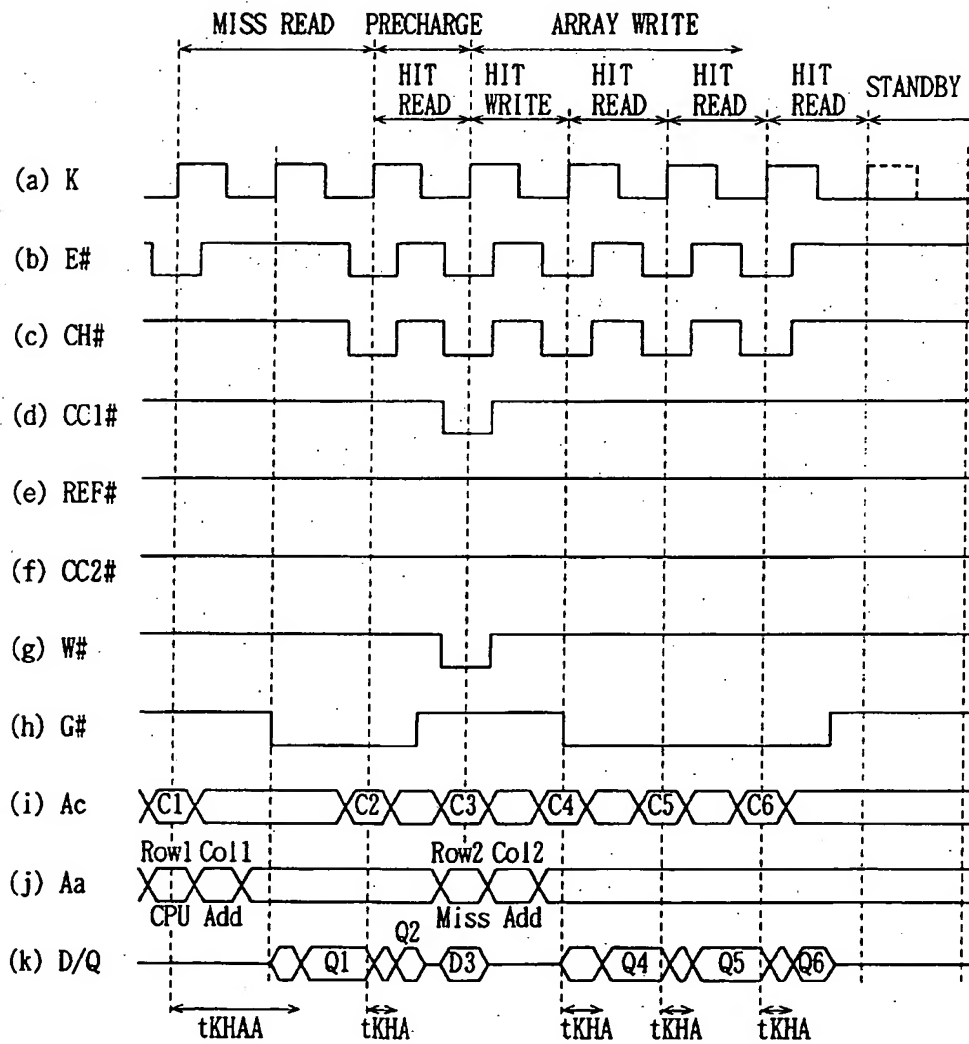 MISS READ PRECHARGE ARRAY WRITE
HIT READ HIT WRITE HIT READ HIT READ HIT READ STANDBY
(a) K
(b) E#
(c) CH#
(d) CC1#
(e) REF#
(f) CC2#
(g) W#
(h) G#
(i) Ac C1 C2 C3 C4 C5 C6
Row1 Col1 Row2 Col2
(j) Aa
CPU Add Miss Add
Q2
(k) D/Q Q1 D3 Q4 Q5 Q6
tKHAA tKHA tKHA tKHA tKHA